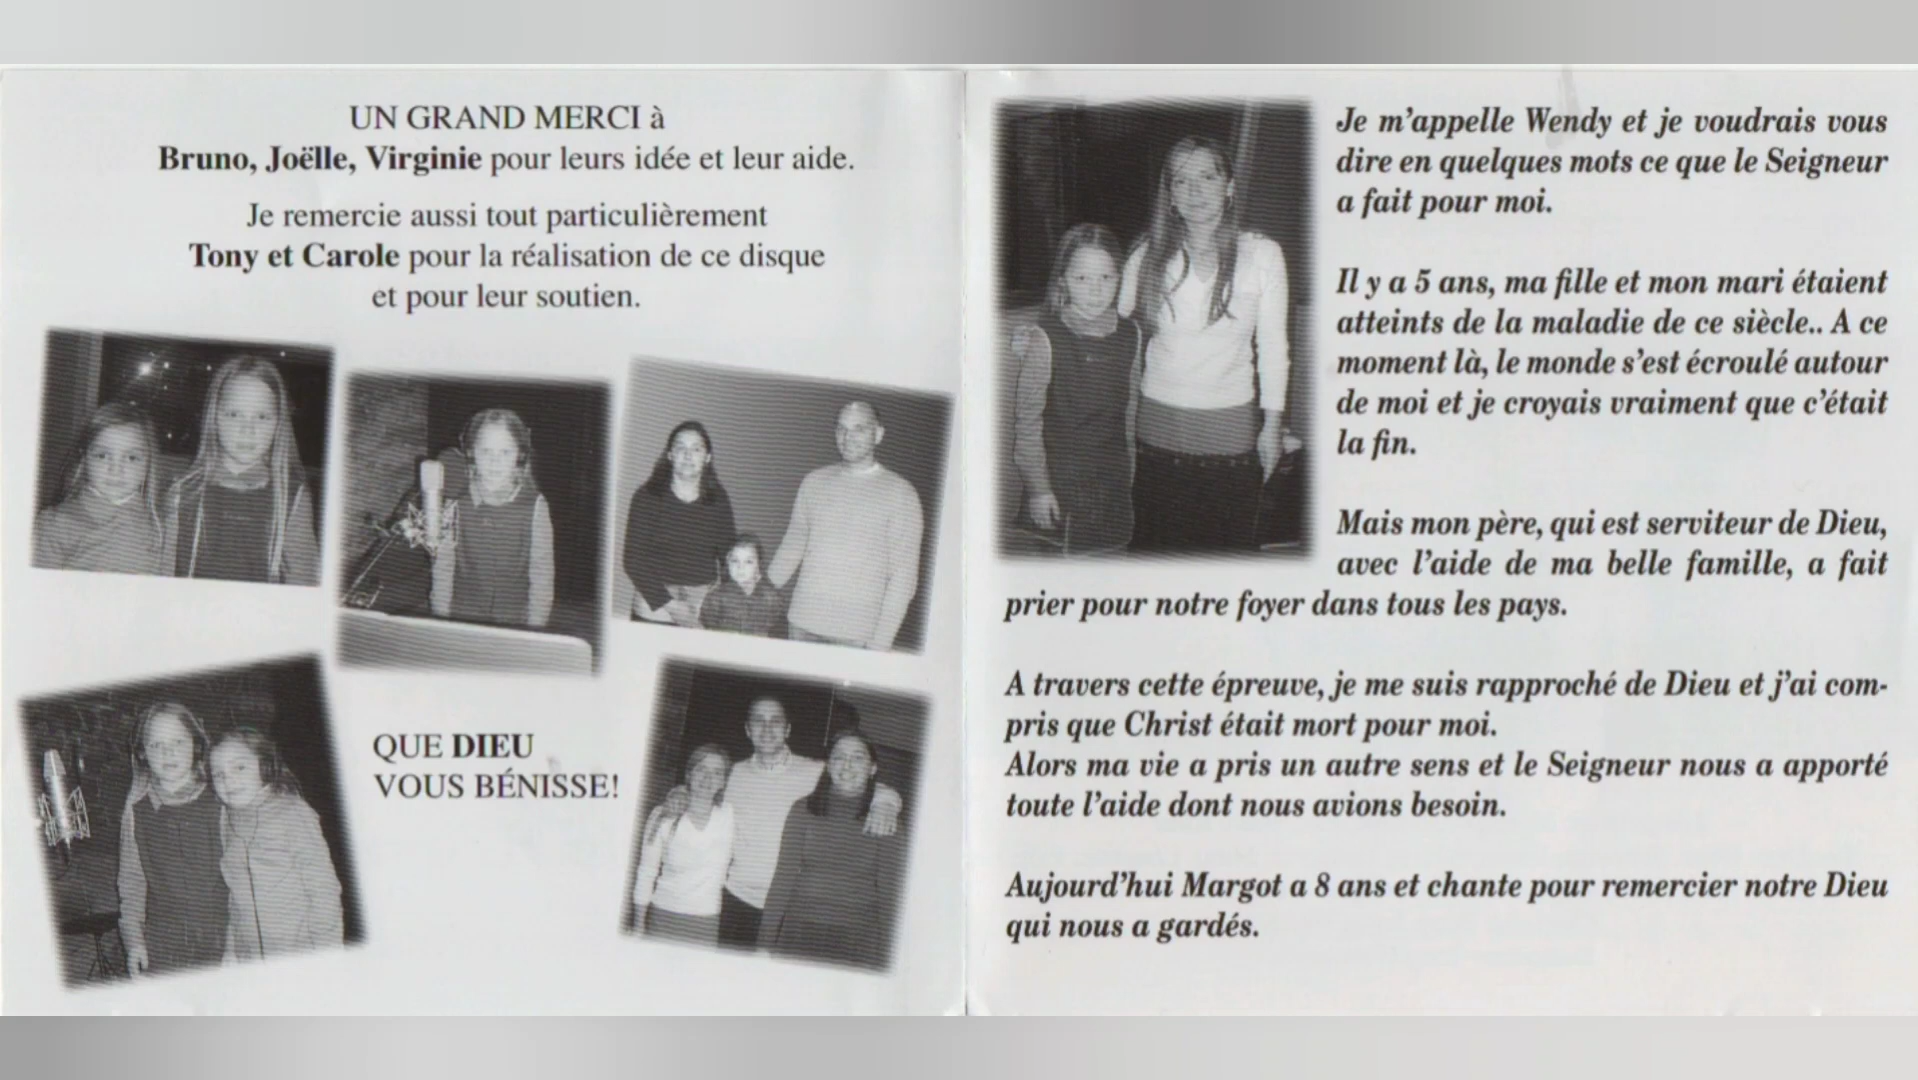 UN GRAND MERCI à
Bruno, Joëlle, Virginie pour leurs idée et leur aide.
Je remercie aussi tout particulièrement
Tony et Carole pour la réalisation de ce disque
et pour leur soutien.
QUE DIEU
VOUS BÉNISSE!
Je m'appelle Wendy et je voudrais vous
dire en quelques mots ce que le Seigneur
a fait pour moi.
Il y a 5 ans, ma fille et mon mari étaient
atteints de la maladie de ce siècle.. A ce
moment là, le monde s'est écroulé autour
de moi et je croyais vraiment que c'était
la fin.
Mais mon père, qui est serviteur de Dieu,
avec l'aide de ma belle famille, a fait
prier pour notre foyer dans tous les pays.
A travers cette épreuve, je me suis rapproché de Dieu et j'ai com-
pris que Christ était mort pour moi.
Alors ma vie a pris un autre sens et le Seigneur nous a apporté
toute l'aide dont nous avions besoin.
Aujourd'hui Margot a 8 ans et chante pour remercier notre Dieu
qui nous a gardés.